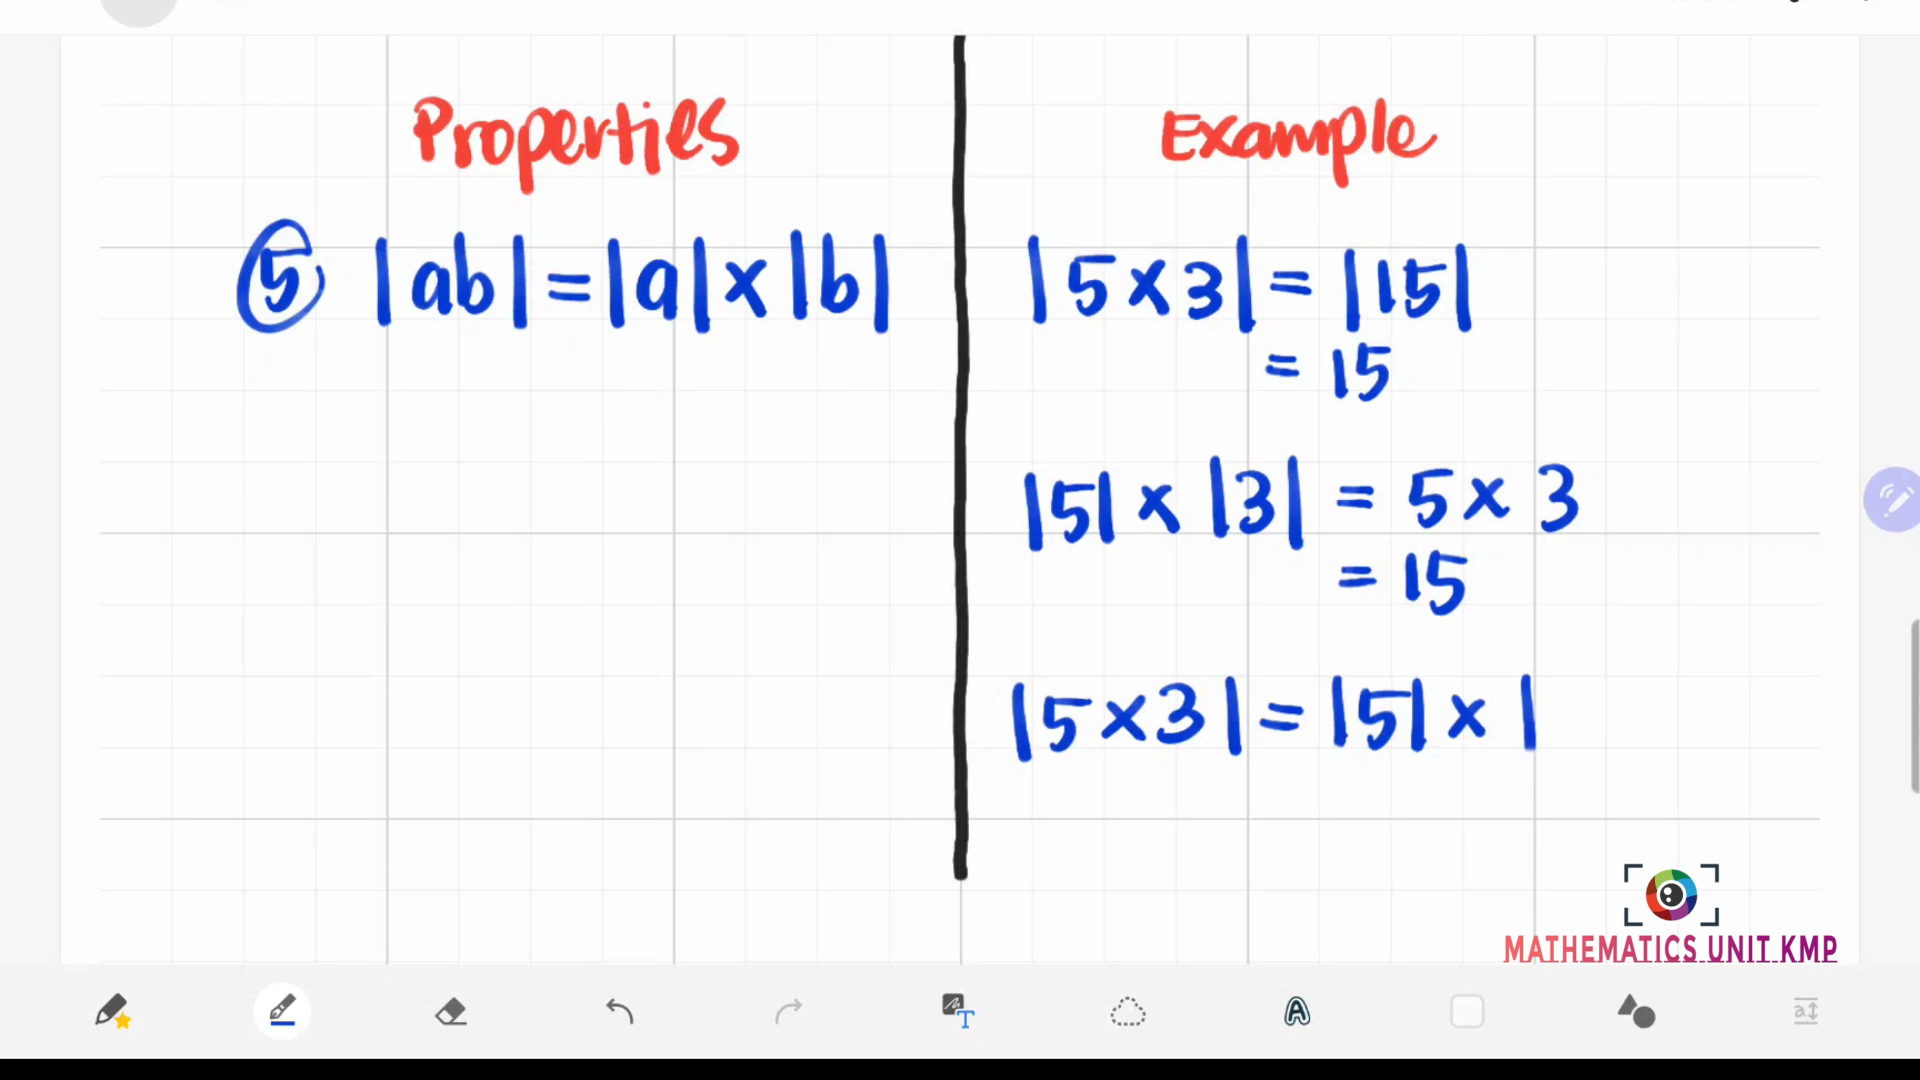 Properties
Example
5 |ab| = |a| x |b|
|5 x 3| = |15|
= 15
|5| x |3| = 5 x 3
= 15
|5 x 3| = |5| x |
MATHEMATICS UNIT KMP